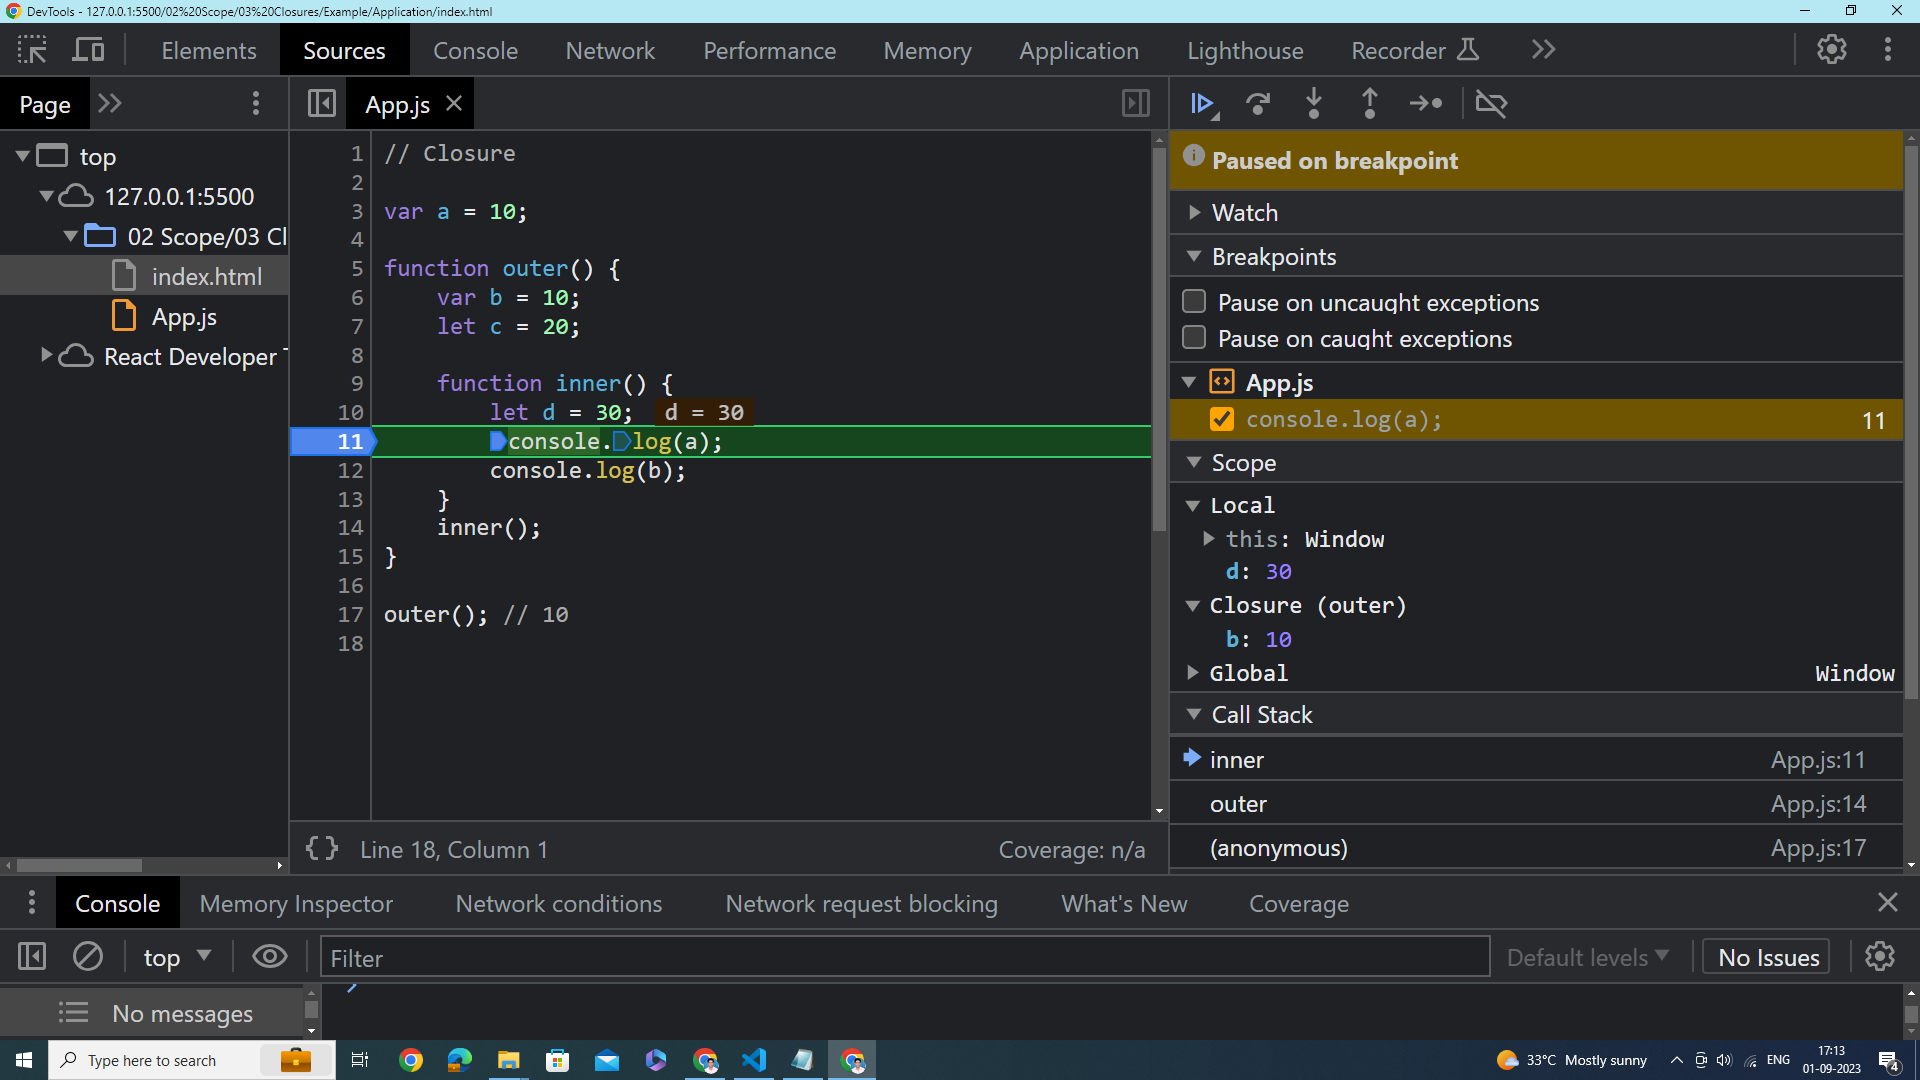 DevTools - 127.0.0.1:5500/02%20Scope/03%20Closures/Example/Application/index.html
Elements Sources Console Network Performance Memory Application Lighthouse Recorder
Page
App.js
top
127.0.0.1:5500
02 Scope/03 Cl
index.html
App.js
React Developer T
1 // Closure
2
3 var a = 10;
4
5 function outer() {
6 var b = 10;
7 let c = 20;
8
9 function inner() {
10 let d = 30; d = 30
11 console.log(a);
12 console.log(b);
13 }
14 inner();
15 }
16
17 outer(); // 10
18
{} Line 18, Column 1 Coverage: n/a
Paused on breakpoint
Watch
Breakpoints
Pause on uncaught exceptions
Pause on caught exceptions
App.js
console.log(a); 11
Scope
Local
this: Window
d: 30
Closure (outer)
b: 10
Global Window
Call Stack
inner App.js:11
outer App.js:14
(anonymous) App.js:17
Console Memory Inspector Network conditions Network request blocking What's New Coverage
top Filter Default levels No Issues
No messages
Type here to search
33°C Mostly sunny
ENG
17:13
01-09-2023
4